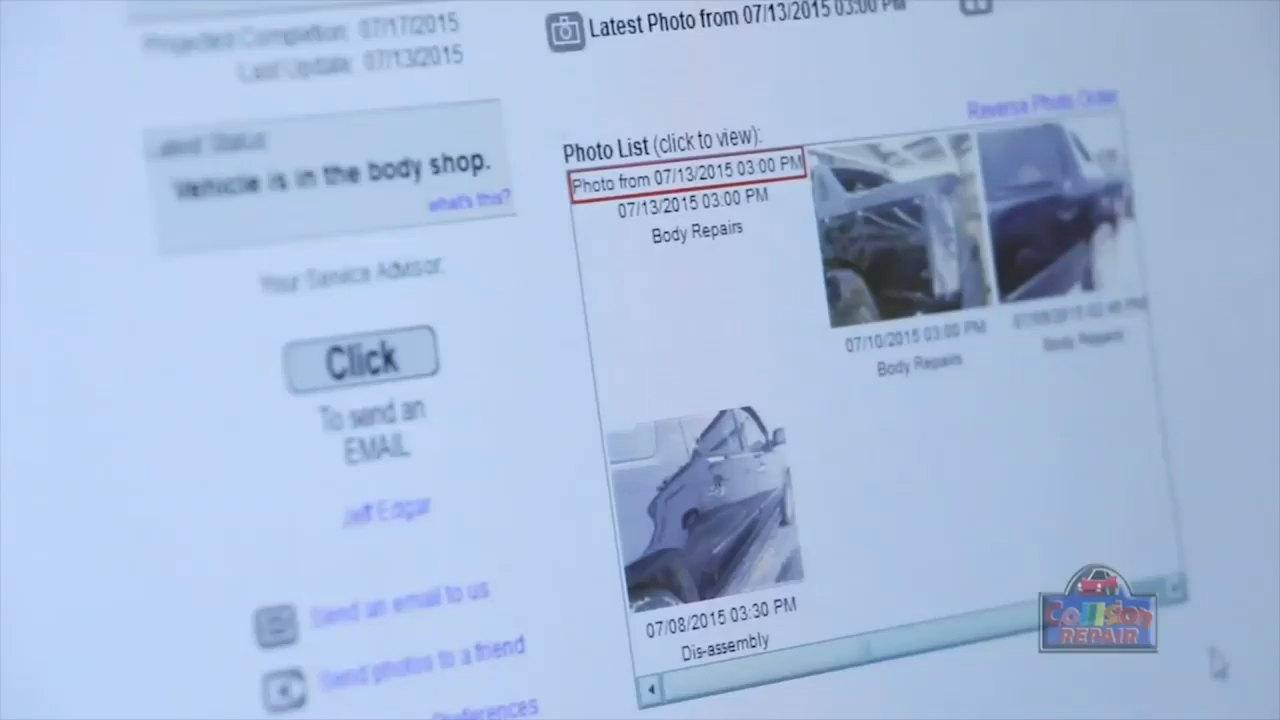 Projected Completion: 07/17/2015
Last Update: 07/13/2015
Latest Status:
Vehicle is in the body shop.
what's this?
Your Service Advisor:
Click
To send an
EMAIL
Jeff Edgar
Send an email to us
Send photos to a friend
Preferences
Latest Photo from 07/13/2015 03:00 PM
Reverse Photo Order
Photo List (click to view):
Photo from 07/13/2015 03:00 PM
07/13/2015 03:00 PM
Body Repairs
07/10/2015 03:00 PM
Body Repairs
Body Repairs
07/08/2015 03:30 PM
Dis-assembly
Collision
REPAIR